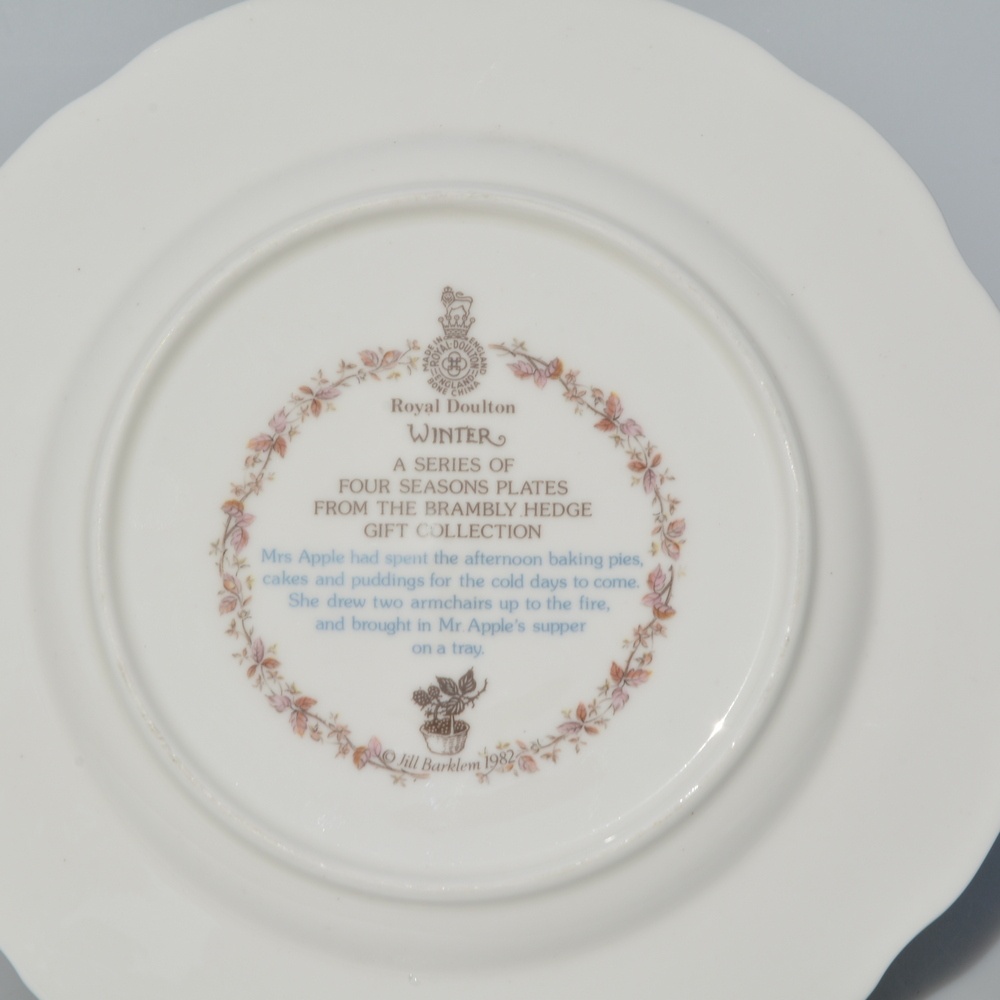 MADE IN ENGLAND
ROYAL·DOULTON
ENGLAND
BONE CHINA
Royal Doulton
WINTER
A SERIES OF
FOUR SEASONS PLATES
FROM THE BRAMBLY HEDGE
GIFT COLLECTION
Mrs Apple had spent the afternoon baking pies,
cakes and puddings for the cold days to come.
She drew two armchairs up to the fire,
and brought in Mr Apple's supper
on a tray.
© Jill Barklem 1982